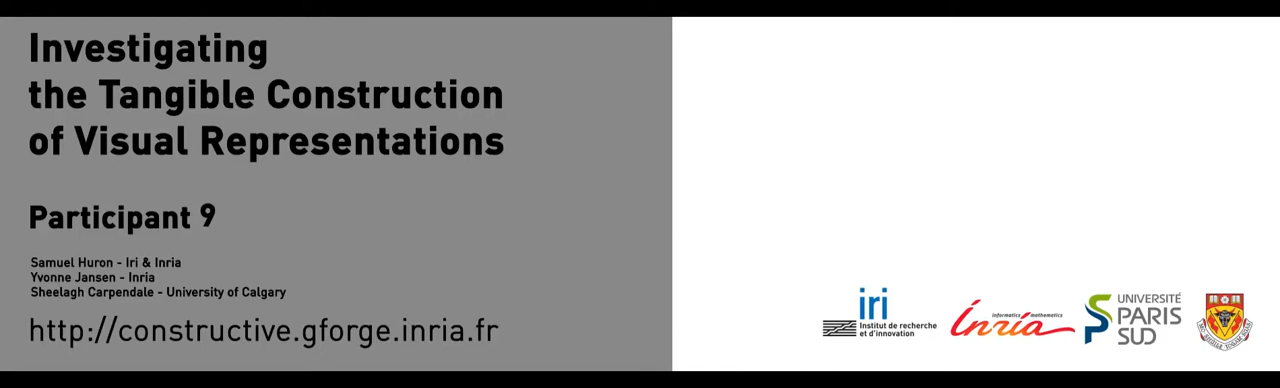 Investigating
the Tangible Construction
of Visual Representations
Participant 9
Samuel Huron - Iri & Inria
Yvonne Jansen - Inria
Sheelagh Carpendale - University of Calgary
http://constructive.gforge.inria.fr
iri
Institut de recherche
et d'innovation
informatics mathematics
Inria
UNIVERSITÉ
PARIS
SUD